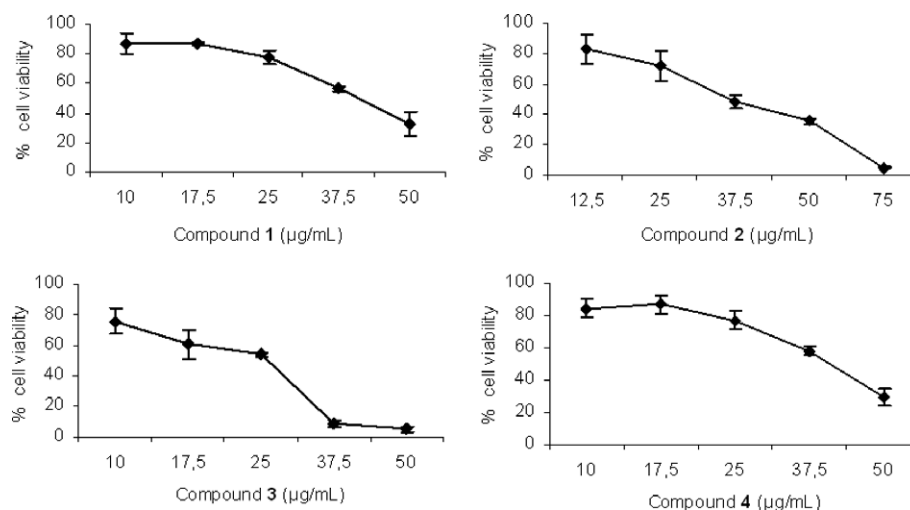 100
80
60
40
20
0
% cell viability
10 17,5 25 37,5 50
Compound 1 (µg/mL)
100
80
60
40
20
0
% cell viability
12,5 25 37,5 50 75
Compound 2 (µg/mL)
100
80
60
40
20
0
% cell viability
10 17,5 25 37,5 50
Compound 3 (µg/mL)
100
80
60
40
20
0
% cell viability
10 17,5 25 37,5 50
Compound 4 (µg/mL)